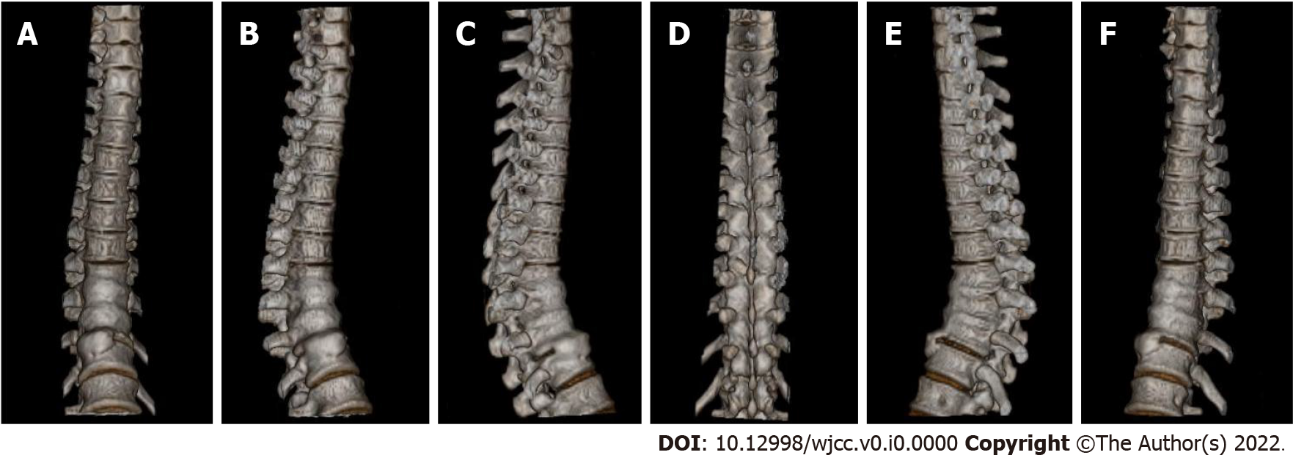 A B C D E F
DOI: 10.12998/wjcc.v0.i0.0000 Copyright ©The Author(s) 2022.